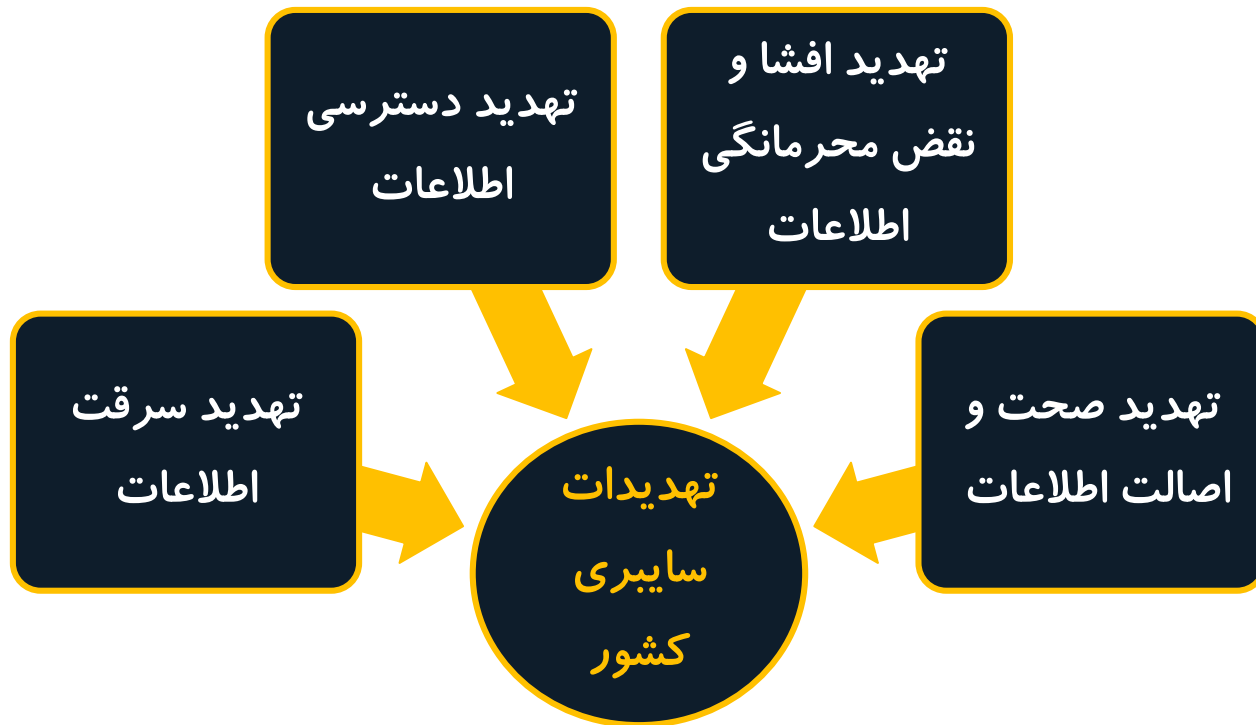 تهدید افشا و
نقض محرمانگی
اطلاعات
تهدید دسترسی
اطلاعات
تهدید صحت و
اصالت اطلاعات
تهدید سرقت
اطلاعات
تهدیدات
سایبری
کشور